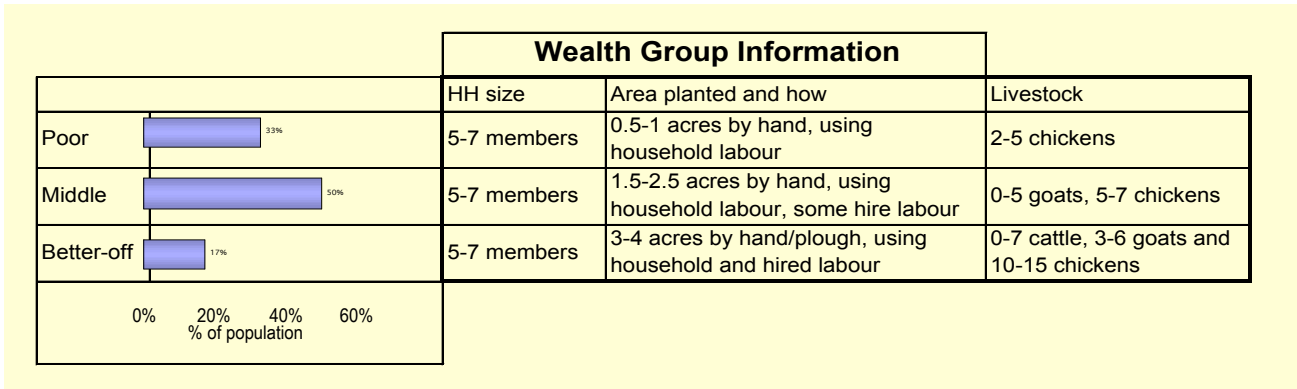 Wealth Group Information
HH size Area planted and how Livestock
Poor 33% 5-7 members 0.5-1 acres by hand, using
household labour 2-5 chickens
Middle 50% 5-7 members 1.5-2.5 acres by hand, using
household labour, some hire labour 0-5 goats, 5-7 chickens
Better-off 17% 5-7 members 3-4 acres by hand/plough, using
household and hired labour 0-7 cattle, 3-6 goats and
10-15 chickens
0% 20% 40% 60%
% of population